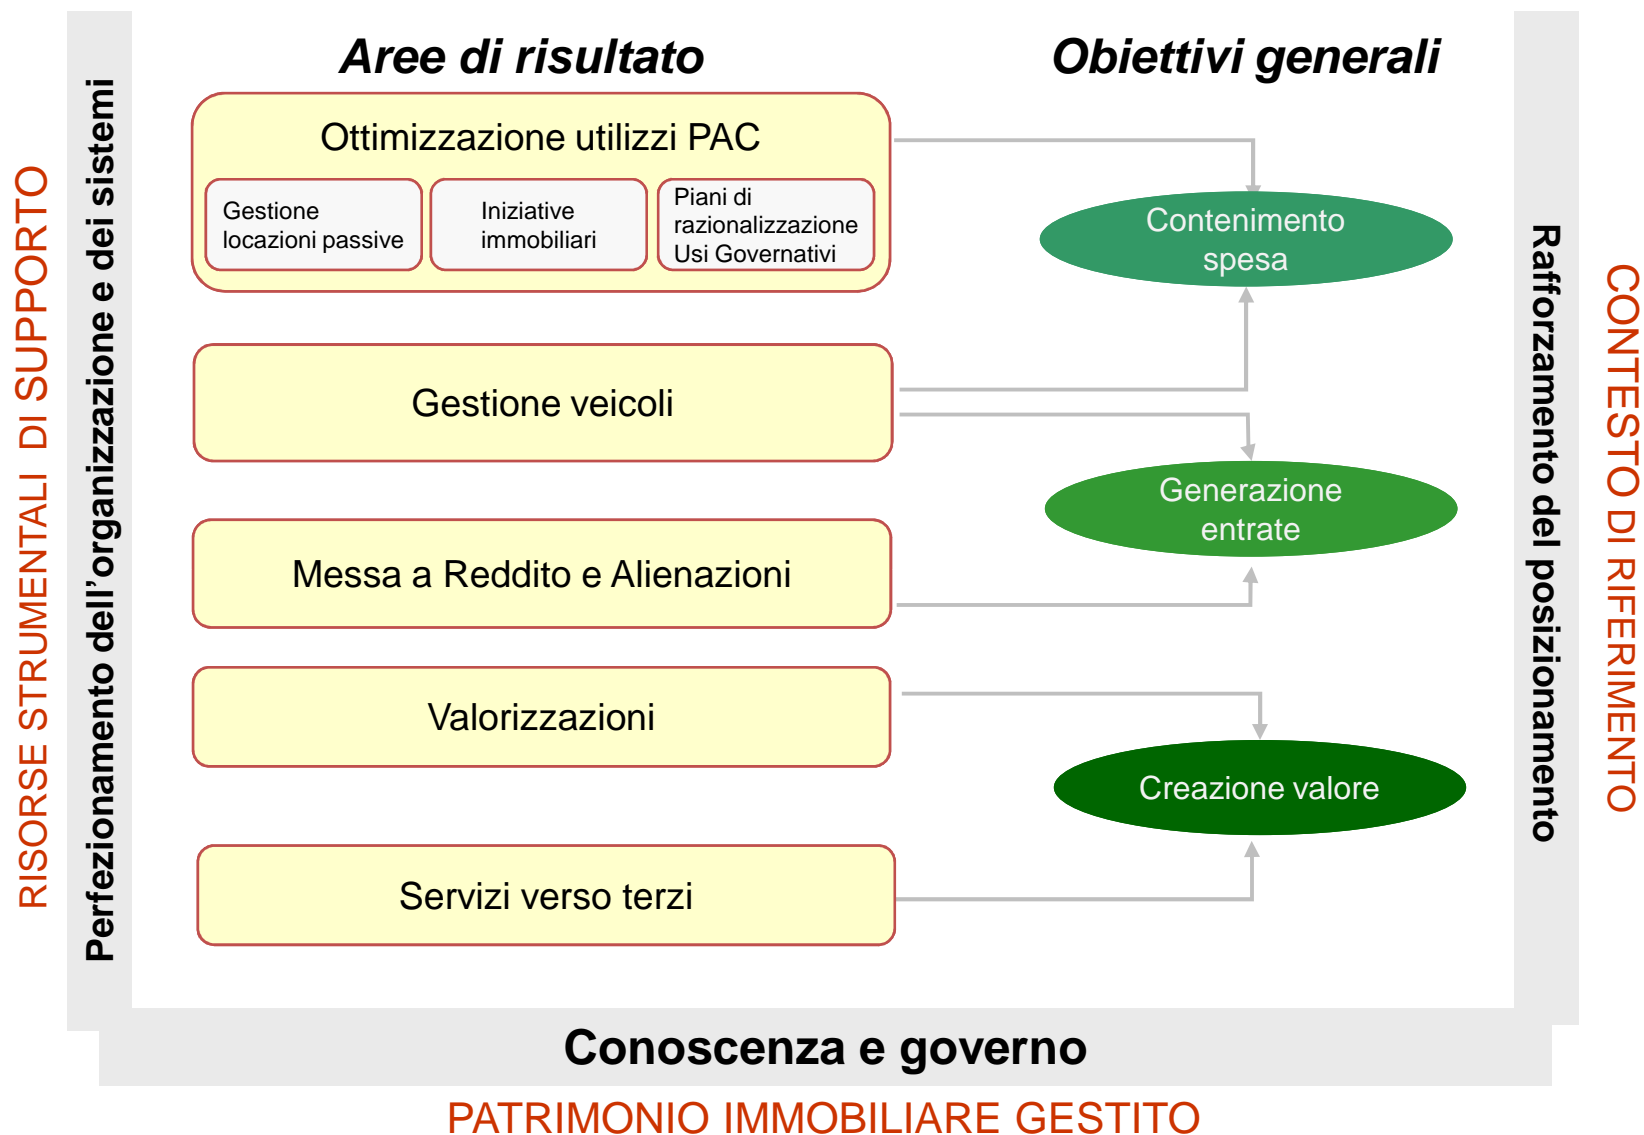 Aree di risultato
Obiettivi generali
Ottimizzazione utilizzi PAC
Gestione
locazioni passive
Iniziative
immobiliari
Piani di
razionalizzazione
Usi Governativi
Contenimento
spesa
Gestione veicoli
Generazione
entrate
Messa a Reddito e Alienazioni
Valorizzazioni
Creazione valore
Servizi verso terzi
RISORSE STRUMENTALI DI SUPPORTO
Perfezionamento dell'organizzazione e dei sistemi
Rafforzamento del posizionamento
CONTESTO DI RIFERIMENTO
Conoscenza e governo
PATRIMONIO IMMOBILIARE GESTITO